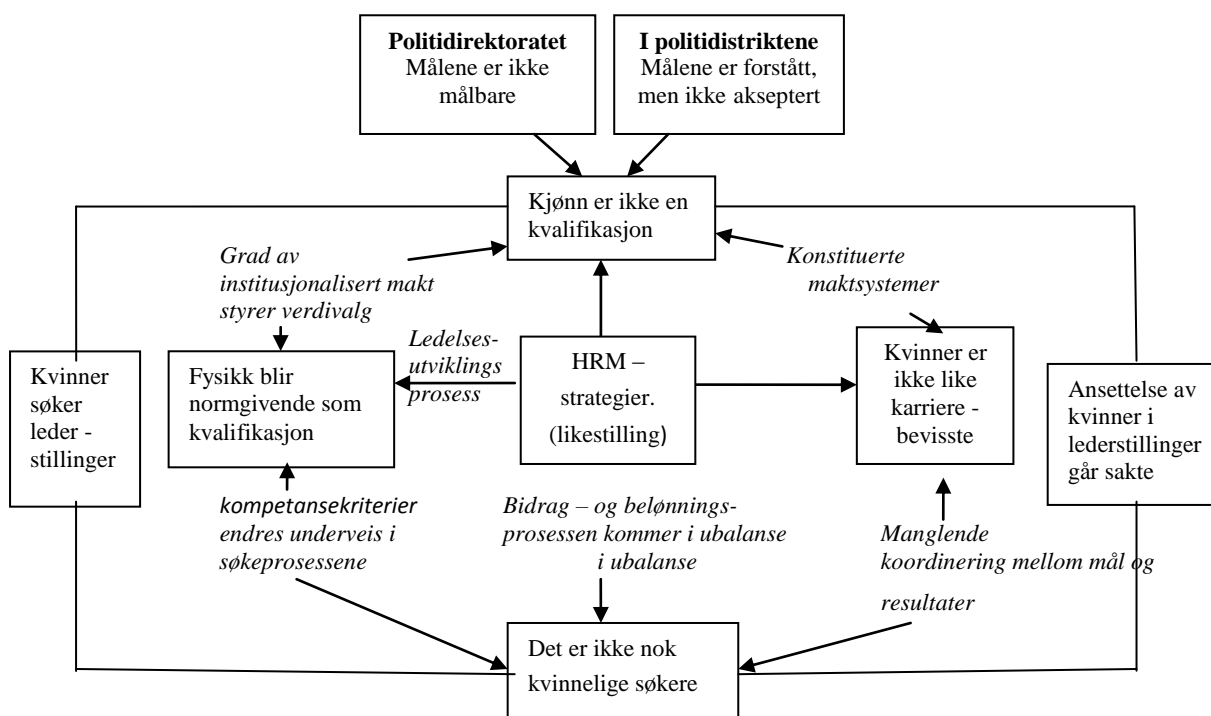 Politidirektoratet
Målene er ikke
målbare
I politidistriktene
Målene er forstått,
men ikke akseptert
Kjønn er ikke en
kvalifikasjon
Grad av
institusjonalisert makt
styrer verdivalg
Konstituerte
maktsystemer
Kvinner
søker
leder -
stillinger
Fysikk blir
normgivende som
kvalifikasjon
Ledelses-
utviklings
prosess
HRM –
strategier.
(likestilling)
Kvinner er
ikke like
karriere -
bevisste
Ansettelse av
kvinner i
lederstillinger
går sakte
kompetansekriterier
endres underveis i
søkeprosessene
Bidrag – og belønnings-
prosessen kommer i ubalanse
i ubalanse
Manglende
koordinering mellom mål og
resultater
Det er ikke nok
kvinnelige søkere